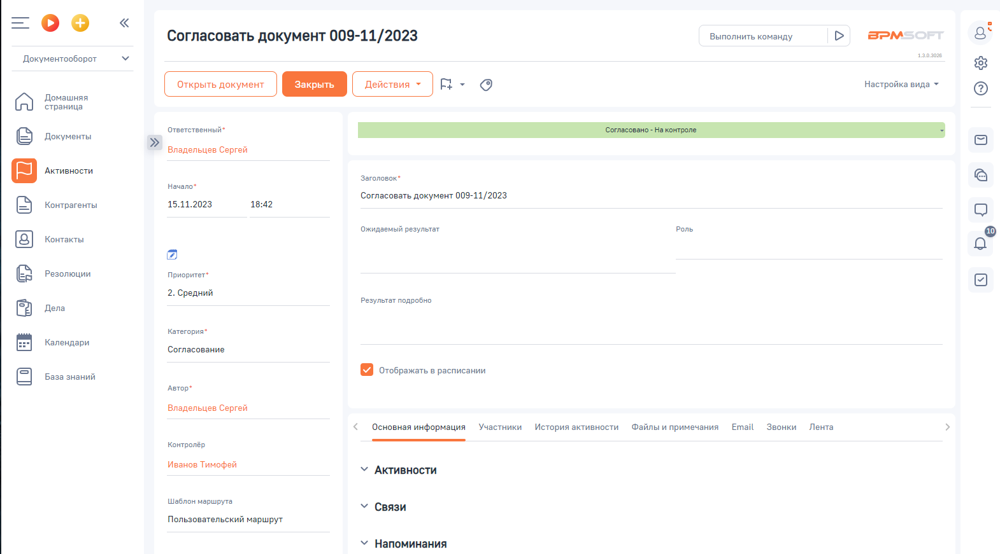 Документооборот
Домашняя
страница
Документы
Активности
Контрагенты
Контакты
Резолюции
Дела
Календари
База знаний
Согласовать документ 009-11/2023
Выполнить команду
BPMSOFT
1.3.0.3026
Открыть документ
Закрыть
Действия
Настройка вида
Ответственный*
Владельцев Сергей
Начало*
15.11.2023 18:42
Приоритет*
2. Средний
Категория*
Согласование
Автор*
Владельцев Сергей
Контролёр
Иванов Тимофей
Шаблон маршрута
Пользовательский маршрут
Согласовано - На контроле
Заголовок*
Согласовать документ 009-11/2023
Ожидаемый результат
Роль
Результат подробно
Отображать в расписании
Основная информация Участники История активности Файлы и примечания Email Звонки Лента
Активности
Связи
Напоминания
10